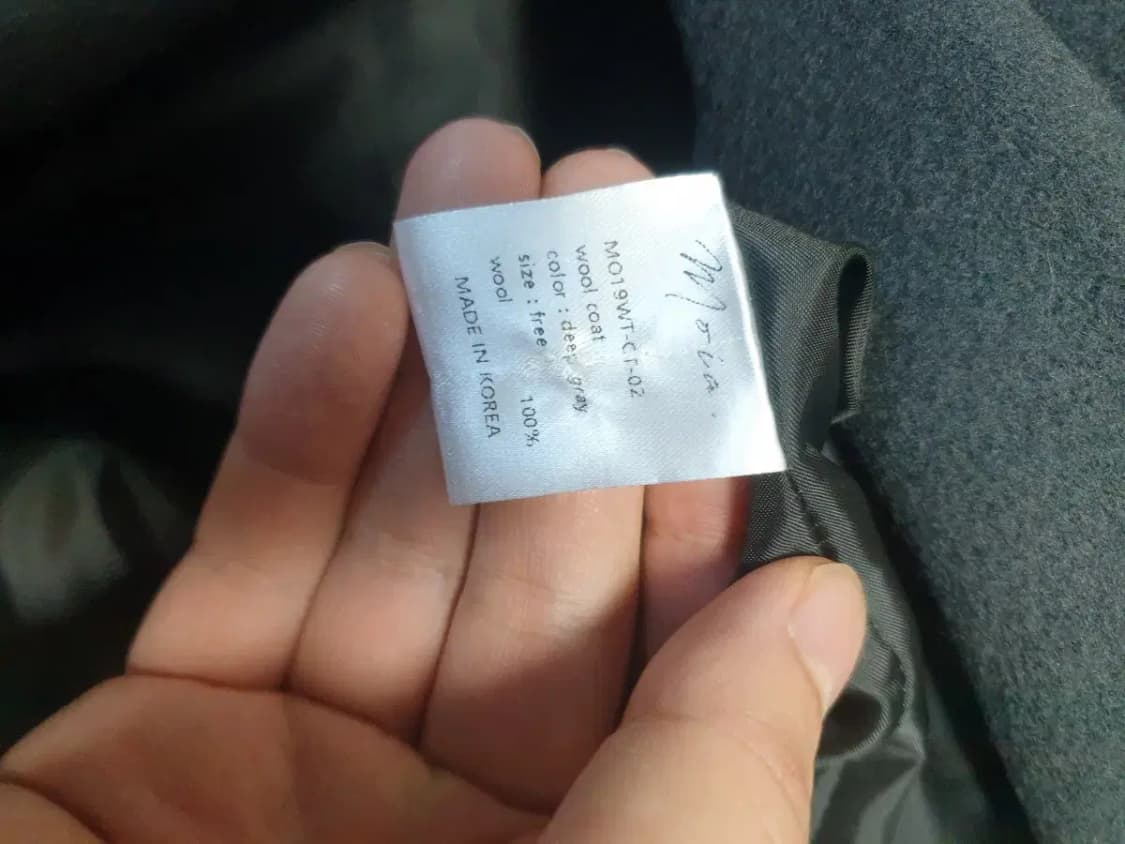 Moia.
MO19WT-CT-02
wool coat
color : deep gray
size : free
wool 100%
MADE IN KOREA